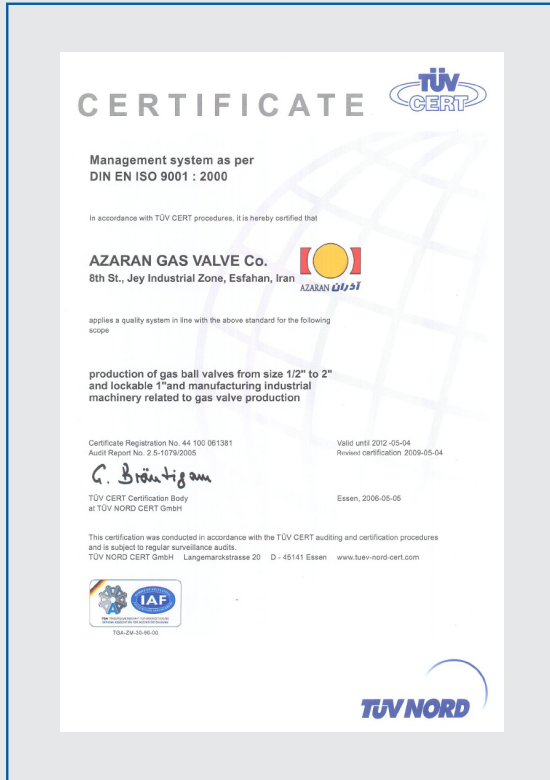 CERTIFICATE
TÜV
CERT
Management system as per
DIN EN ISO 9001 : 2000
In accordance with TÜV CERT procedures, it is hereby certified that
AZARAN GAS VALVE Co.
8th St., Jey Industrial Zone, Esfahan, Iran
AZARAN آذران
applies a quality system in line with the above standard for the following
scope
production of gas ball valves from size 1/2" to 2"
and lockable 1"and manufacturing industrial
machinery related to gas valve production
Certificate Registration No. 44 100 061381
Audit Report No. 2.5-1079/2005
Valid until 2012 -05-04
Revised certification 2009-05-04
G. Bräutigam
TÜV CERT Certification Body
at TÜV NORD CERT GmbH
Essen, 2006-05-05
This certification was conducted in accordance with the TÜV CERT auditing and certification procedures
and is subject to regular surveillance audits.
TÜV NORD CERT GmbH Langemarckstrasse 20 D - 45141 Essen www.tuev-nord-cert.com
IAF
TGA-ZM-30-96-00
TÜV NORD